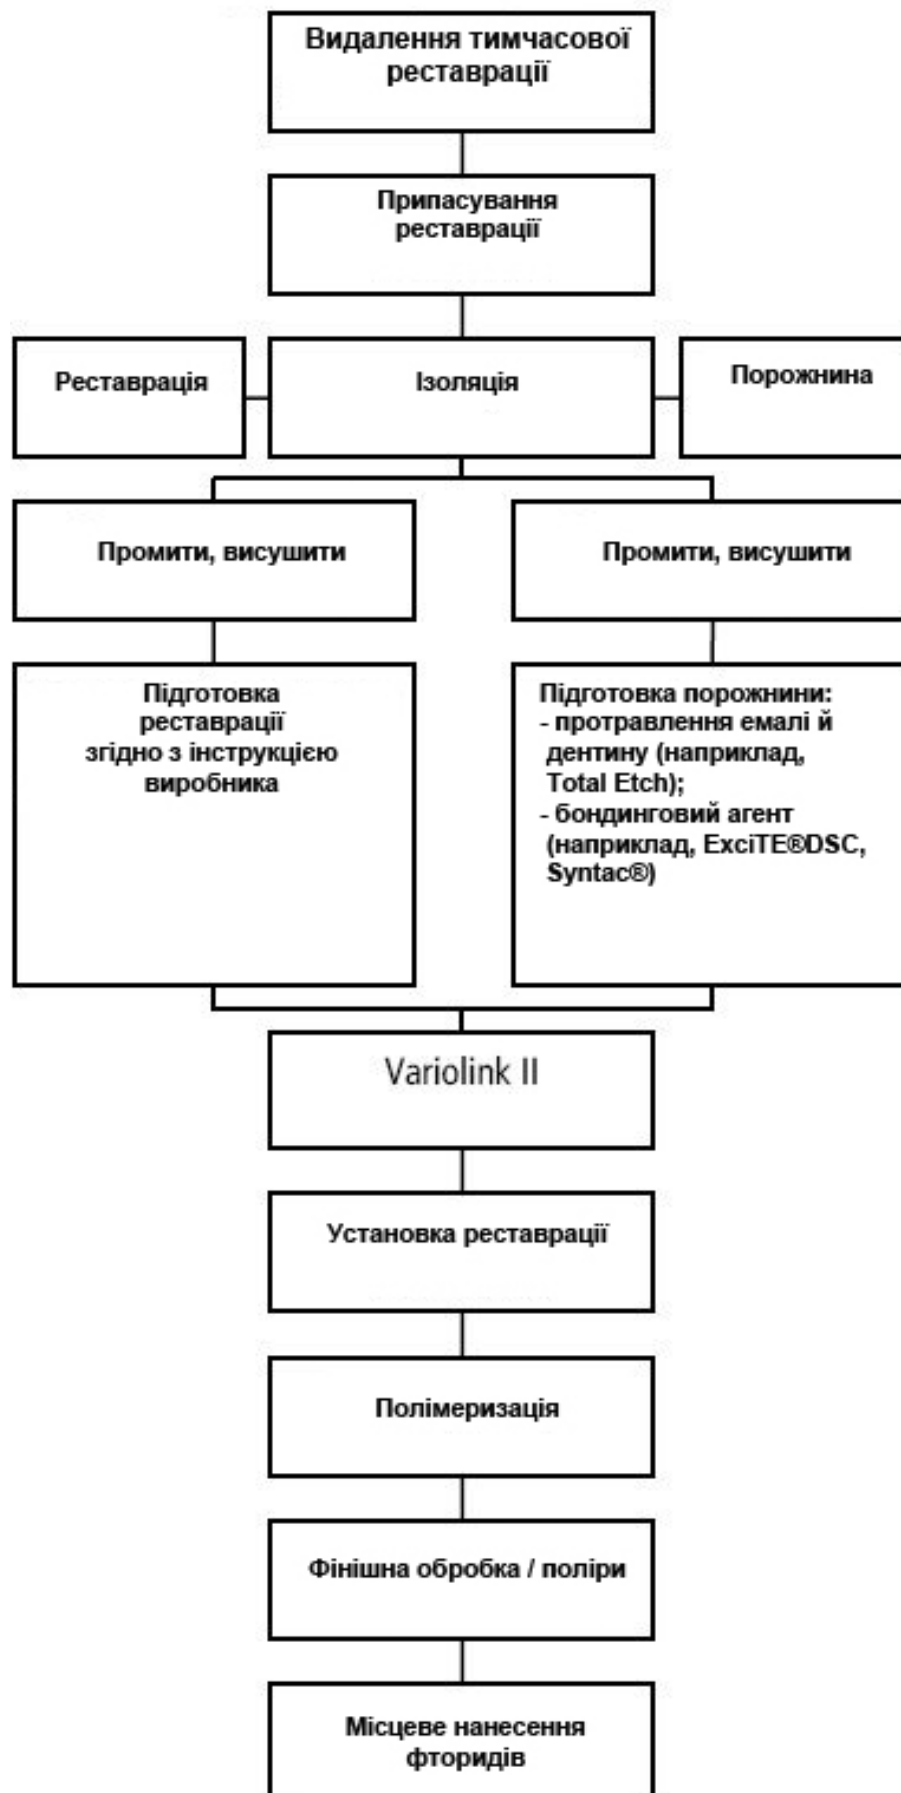 Видалення тимчасової
реставрації
Припасування
реставрації
Реставрація
Ізоляція
Порожнина
Промити, висушити
Промити, висушити
Підготовка
реставрації
згідно з інструкцією
виробника
Підготовка порожнини:
- протравлення емалі й
дентину (наприклад,
Total Etch);
- бондинговий агент
(наприклад, ExciTE®DSC,
Syntac®)
Variolink II
Установка реставрації
Полімеризація
Фінішна обробка / поліри
Місцеве нанесення
фторидів